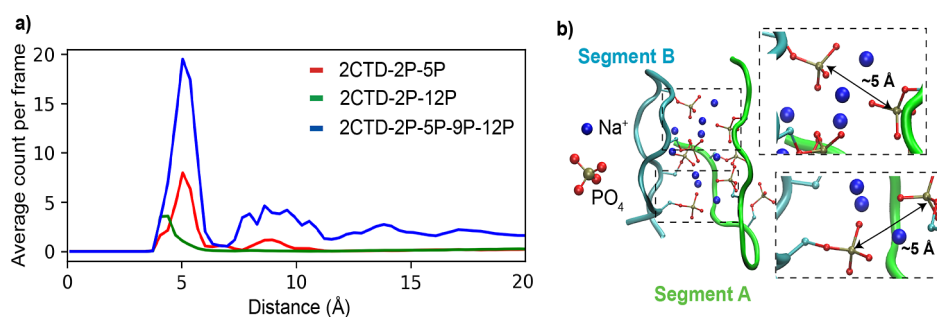 a)
Average count per frame
20
15
10
5
0
0
5
10
15
20
Distance (Å)
2CTD-2P-5P
2CTD-2P-12P
2CTD-2P-5P-9P-12P
b)
Segment B
Na⁺
PO₄
Segment A
~5 Å
~5 Å